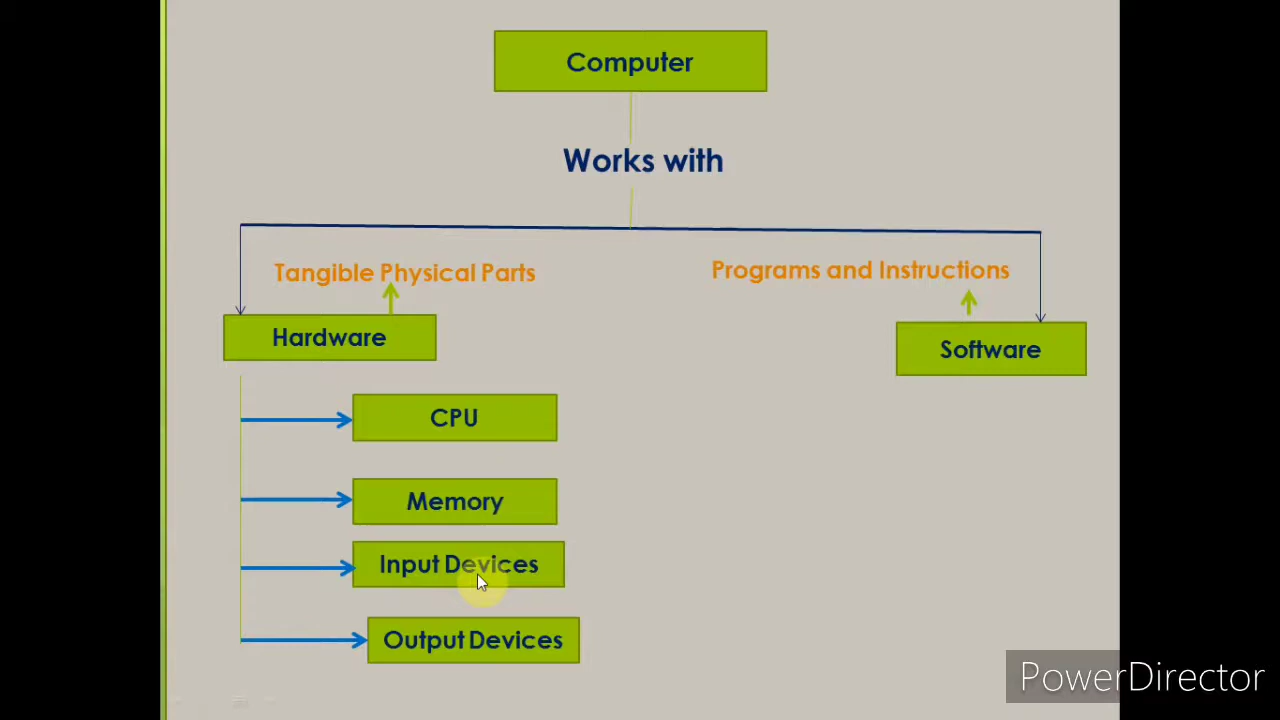 Computer
Works with
Tangible Physical Parts
Programs and Instructions
Hardware
Software
CPU
Memory
Input Devices
Output Devices
PowerDirector